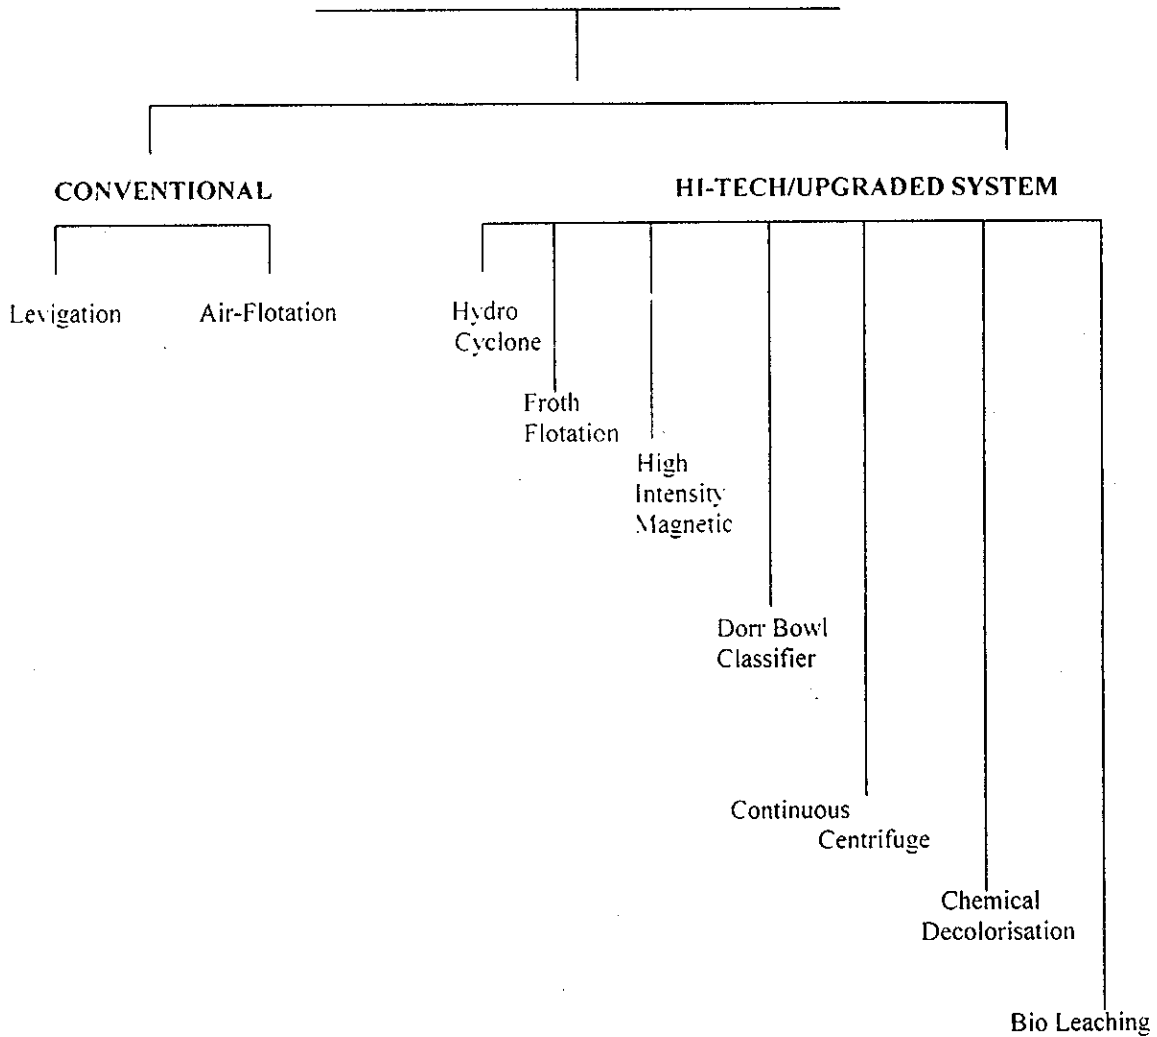 CONVENTIONAL
HI-TECH/UPGRADED SYSTEM
Levigation
Air-Flotation
Hydro
Cyclone
Froth
Flotation
High
Intensity
Magnetic
Dorr Bowl
Classifier
Continuous
Centrifuge
Chemical
Decolorisation
Bio Leaching